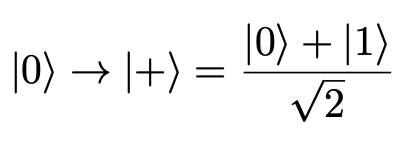 |0⟩ → |+⟩ = (|0⟩ + |1⟩) / √2